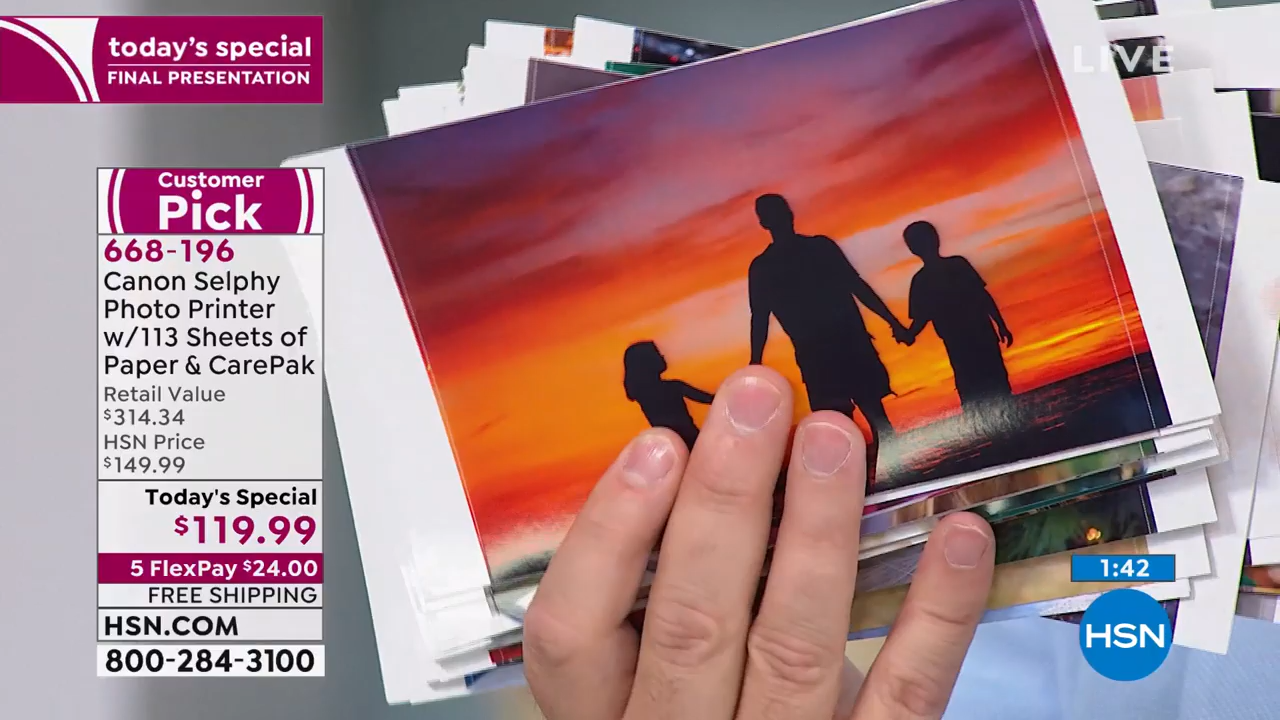 today's special
FINAL PRESENTATION
LIVE
Customer
Pick
668-196
Canon Selphy
Photo Printer
w/113 Sheets of
Paper & CarePak
Retail Value
$314.34
HSN Price
$149.99
Today's Special
$119.99
5 FlexPay $24.00
FREE SHIPPING
HSN.COM
800-284-3100
1:42
HSN